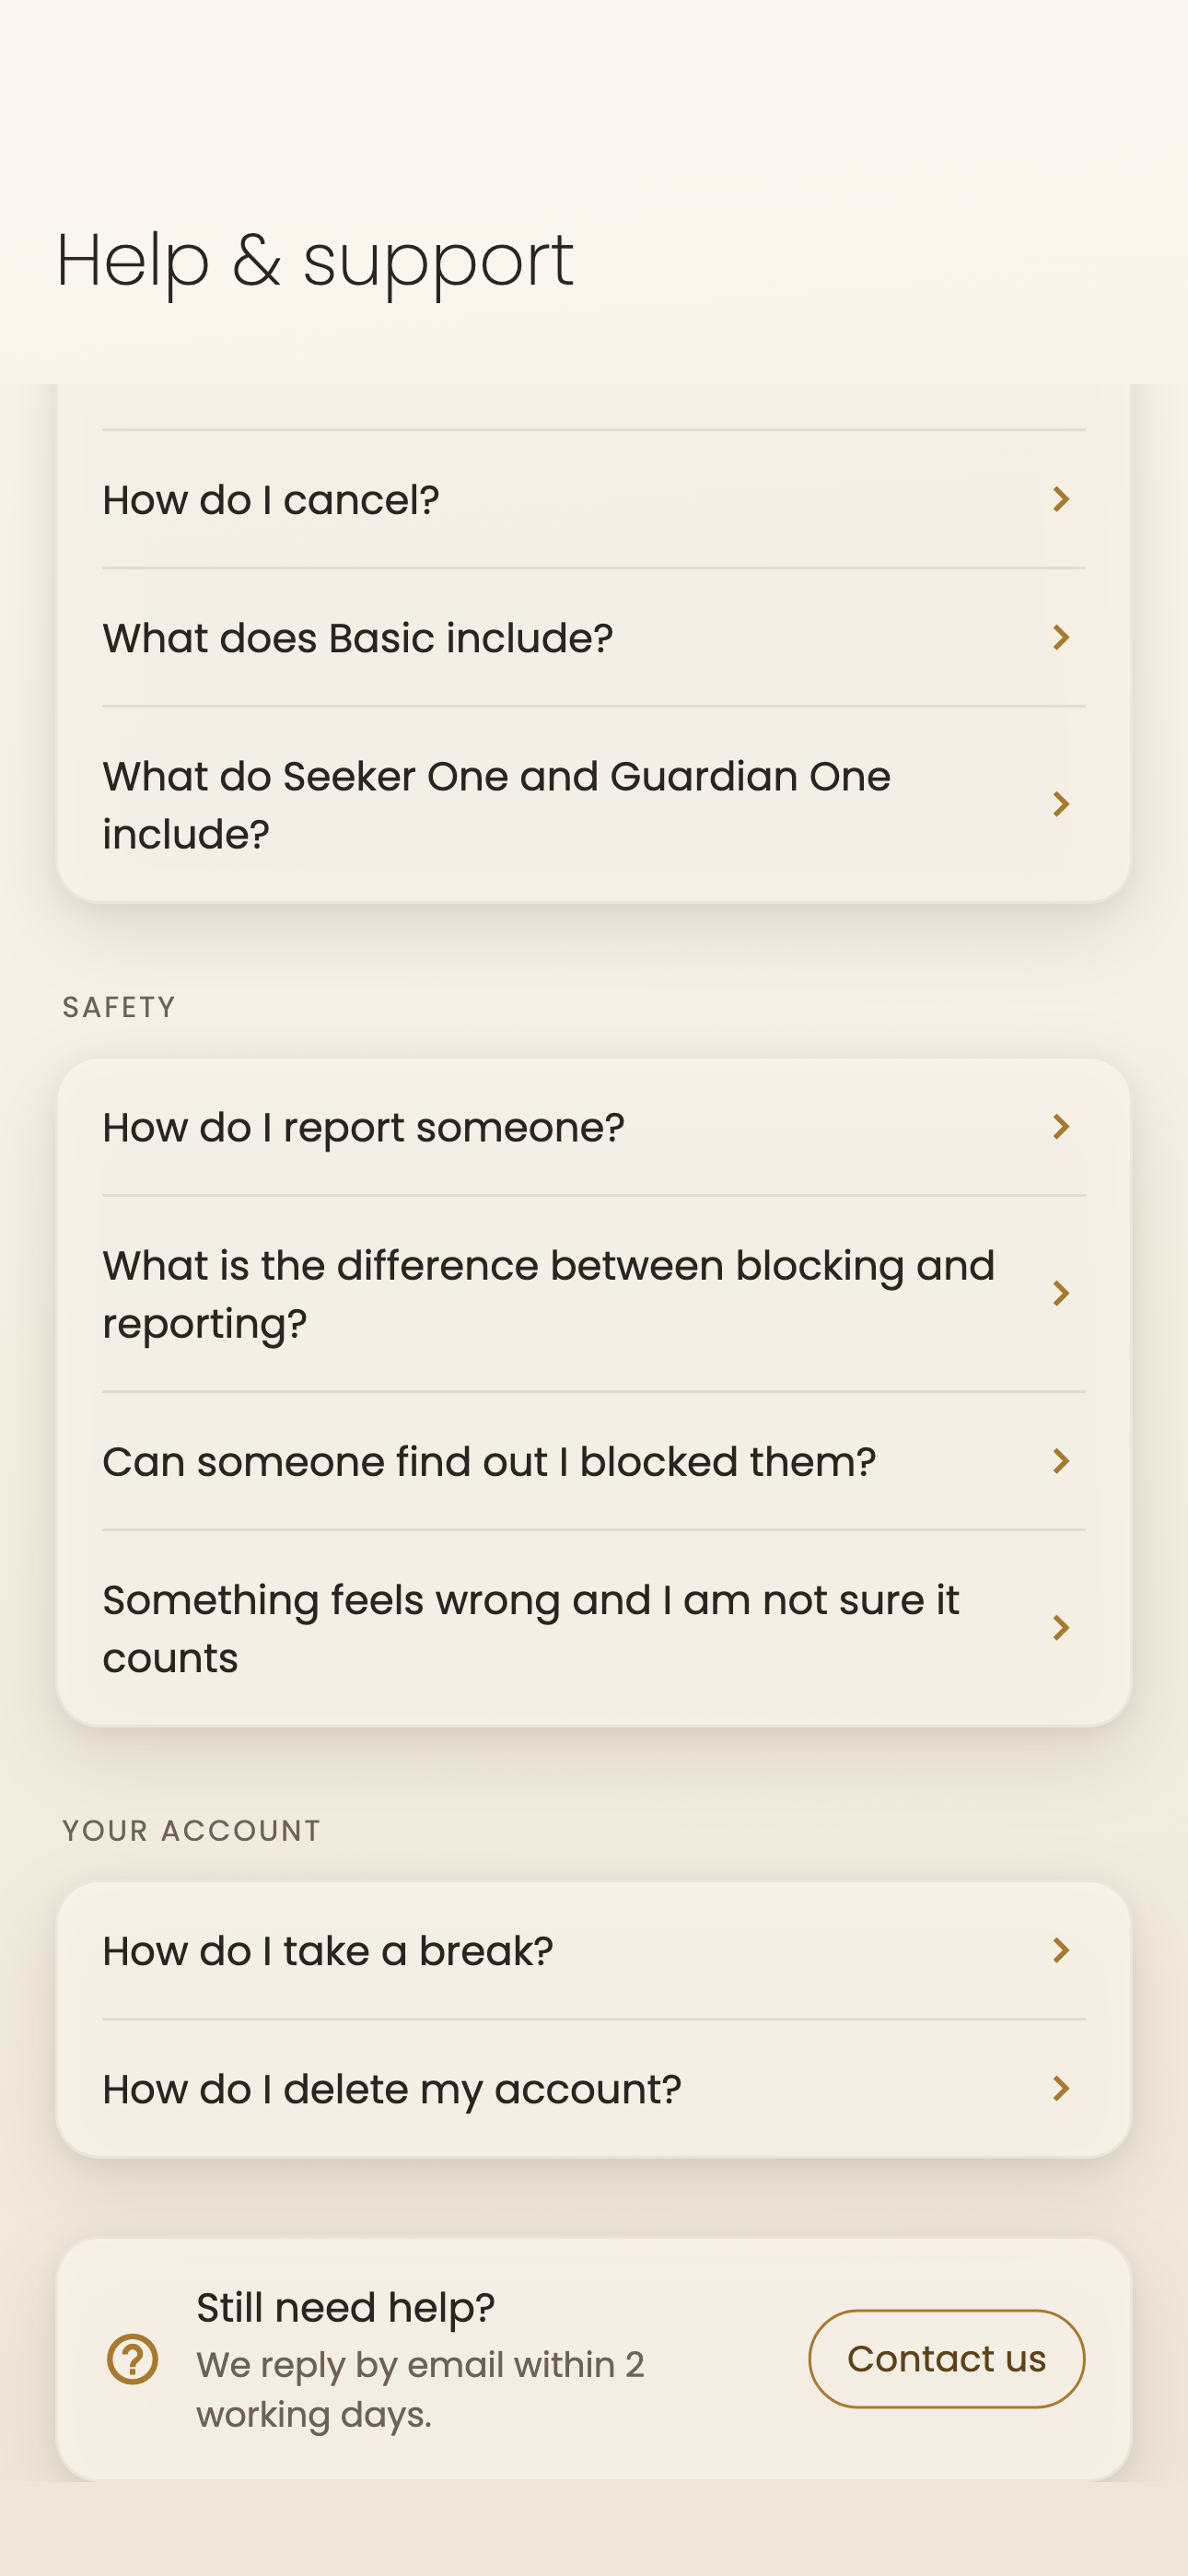 Help & support
How do I cancel?
What does Basic include?
What do Seeker One and Guardian One
include?
SAFETY
How do I report someone?
What is the difference between blocking and
reporting?
Can someone find out I blocked them?
Something feels wrong and I am not sure it
counts
YOUR ACCOUNT
How do I take a break?
How do I delete my account?
Still need help?
We reply by email within 2
working days.
Contact us